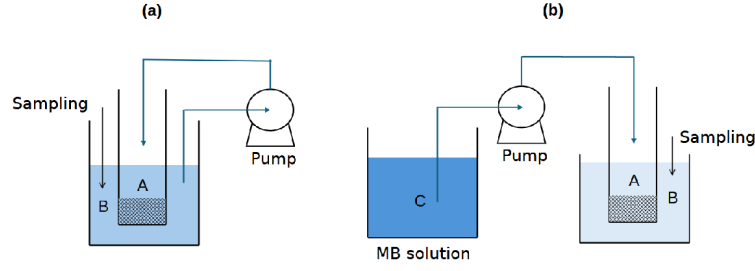 (a)
(b)
Sampling
A
B
Pump
C
MB solution
Pump
Sampling
A
B